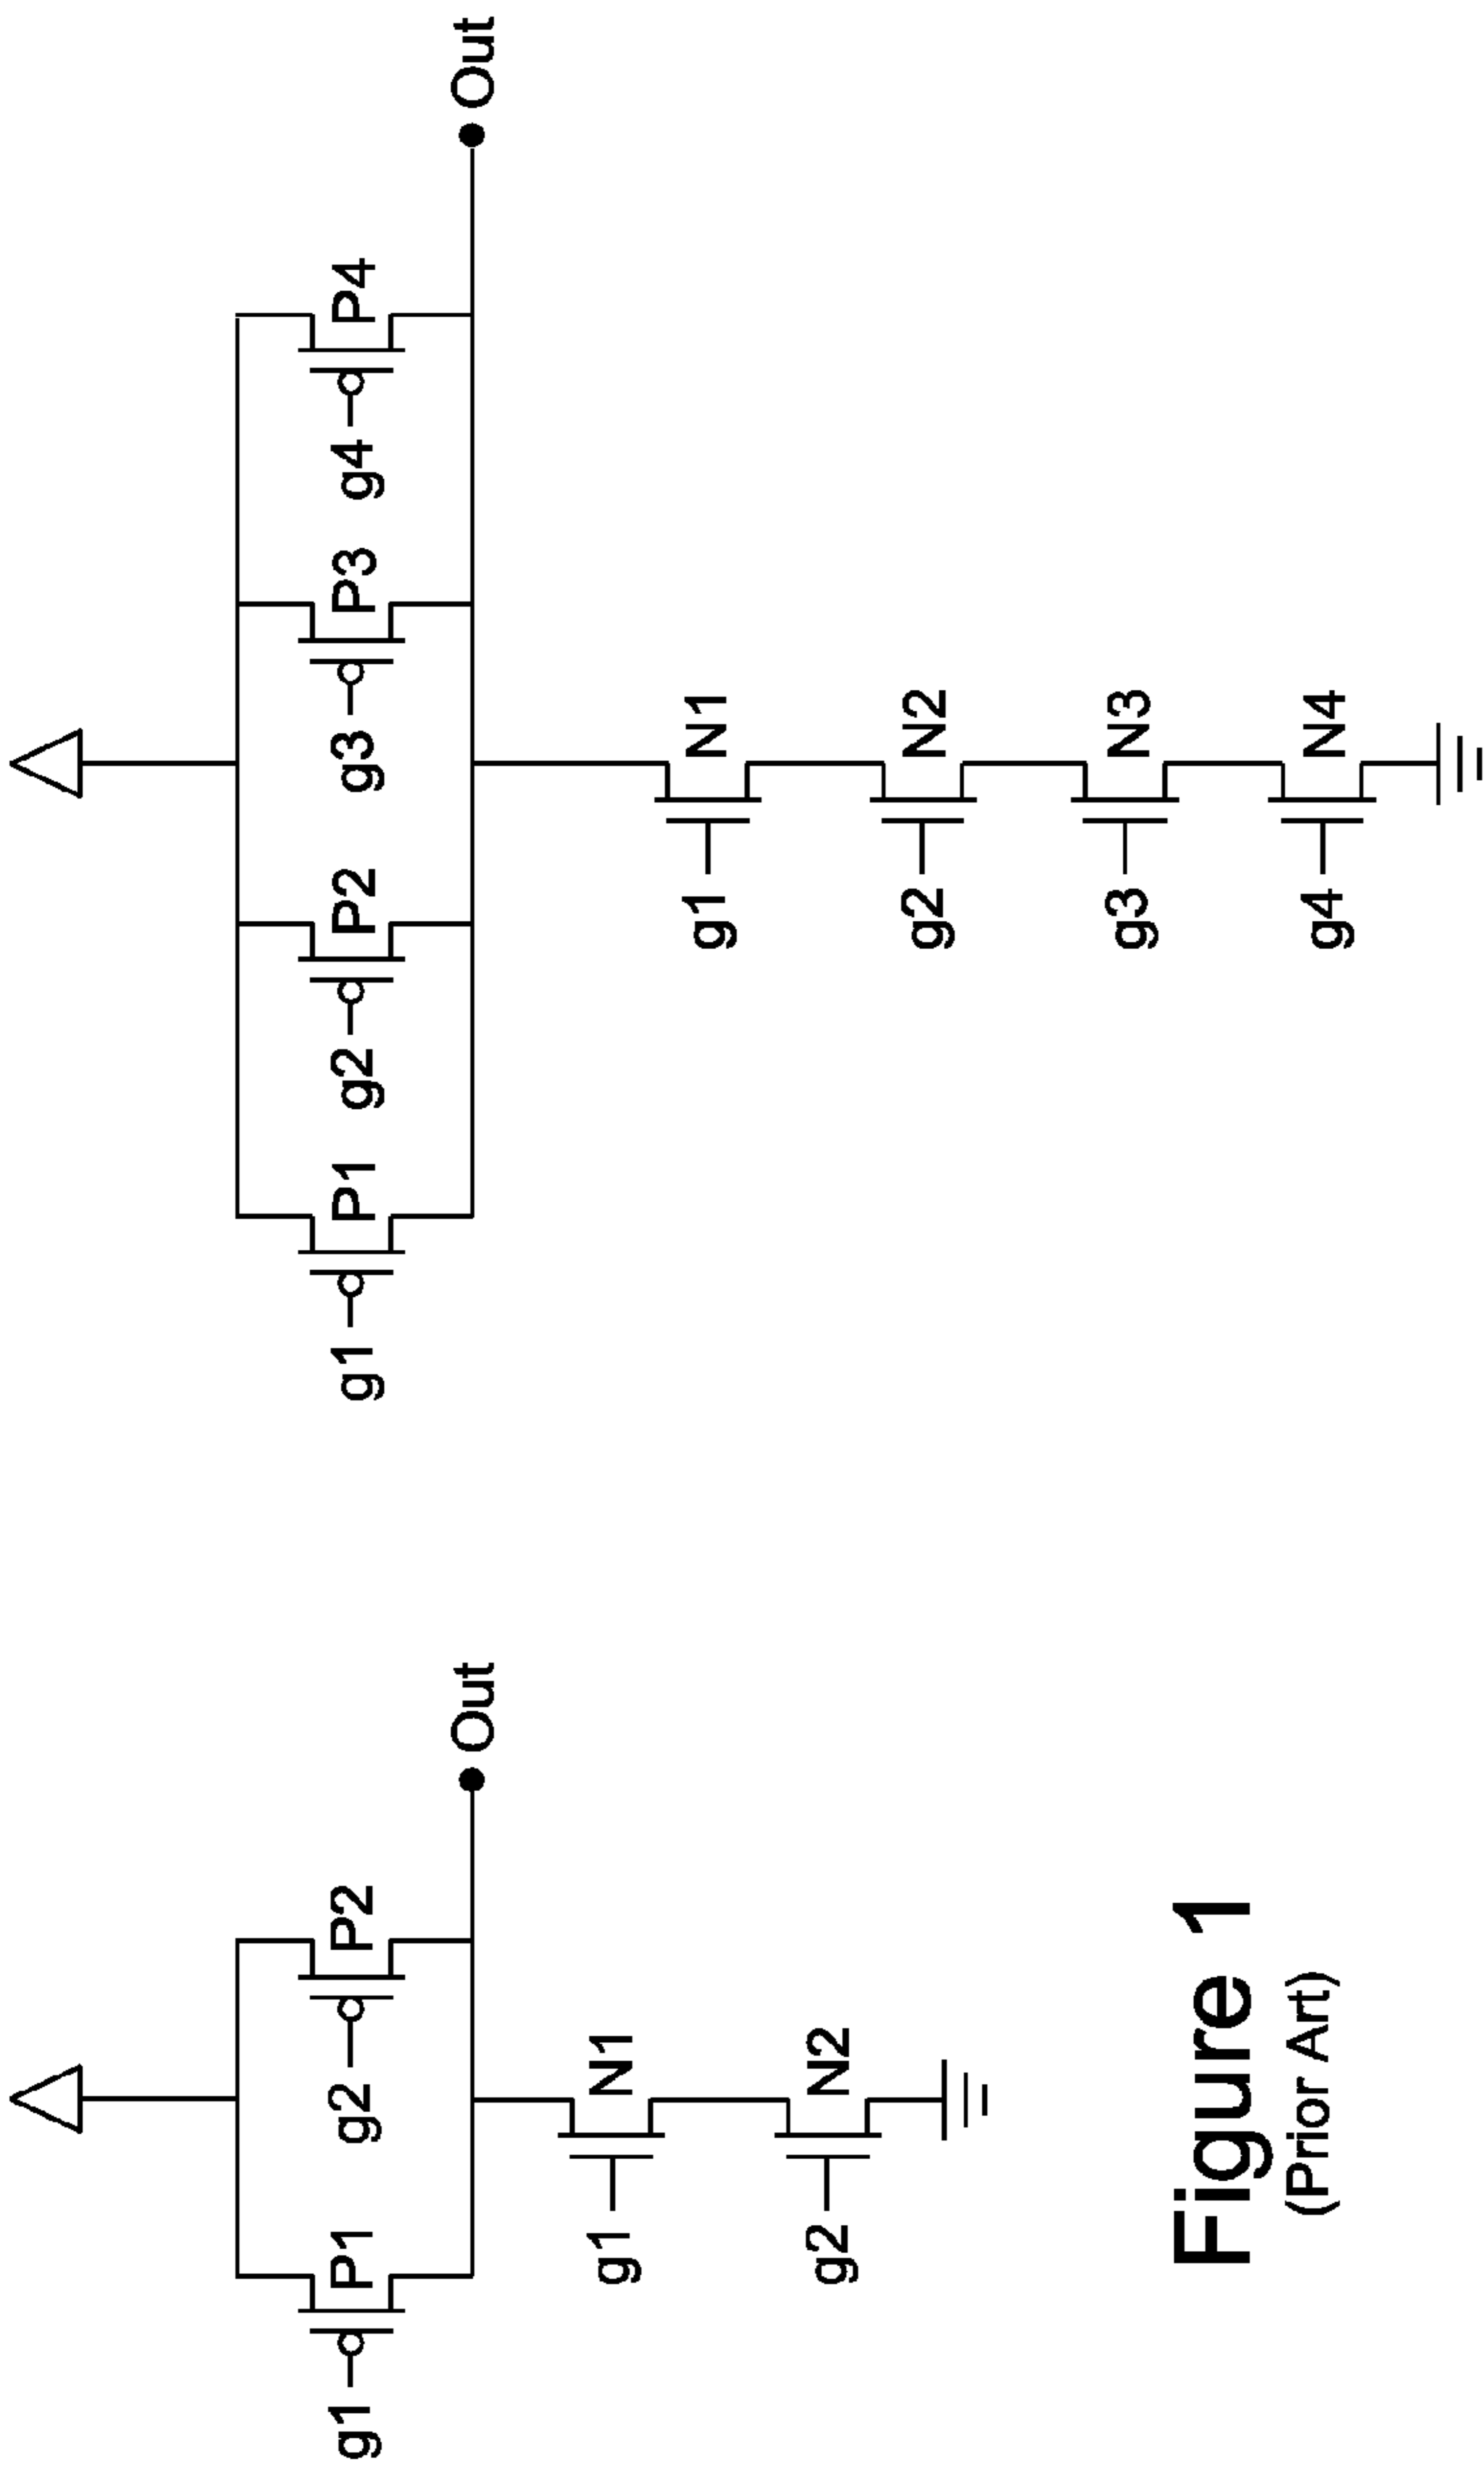 g1
P1
g2
P2
Out
g1
N1
g2
N2
g1
P1
g2
P2
g3
P3
g4
P4
Out
g1
N1
g2
N2
g3
N3
g4
N4
Figure 1
(Prior Art)